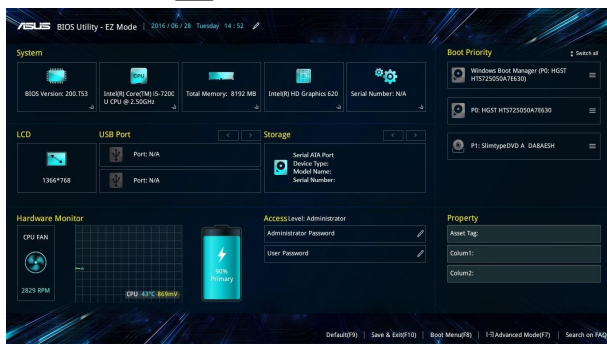 ASUS BIOS Utility - EZ Mode | 2016/06/28 Tuesday 14:52
System
BIOS Version: 200.T53
CPU
Intel(R) Core(TM) i5-7200
U CPU @ 2.50GHz
Total Memory: 8192 MB
Intel(R) HD Graphics 620
Serial Number: N/A
Boot Priority
Switch all
Windows Boot Manager (P0: HGST
HTS725050A7E630)
P0: HGST HTS725050A7E630
P1: SlimtypeDVD A DA8AESH
LCD
1366*768
USB Port
Port: N/A
Port: N/A
Storage
Serial ATA Port
Device Type:
Model Name:
Serial Number:
Hardware Monitor
CPU FAN
2829 RPM
CPU 43°C 869mV
90%
Primary
Access Level: Administrator
Administrator Password
User Password
Property
Asset Tag:
Colum1:
Colum2:
Default(F9) | Save & Exit(F10) | Boot Menu(F8) | Advanced Mode(F7) | Search on FAQ